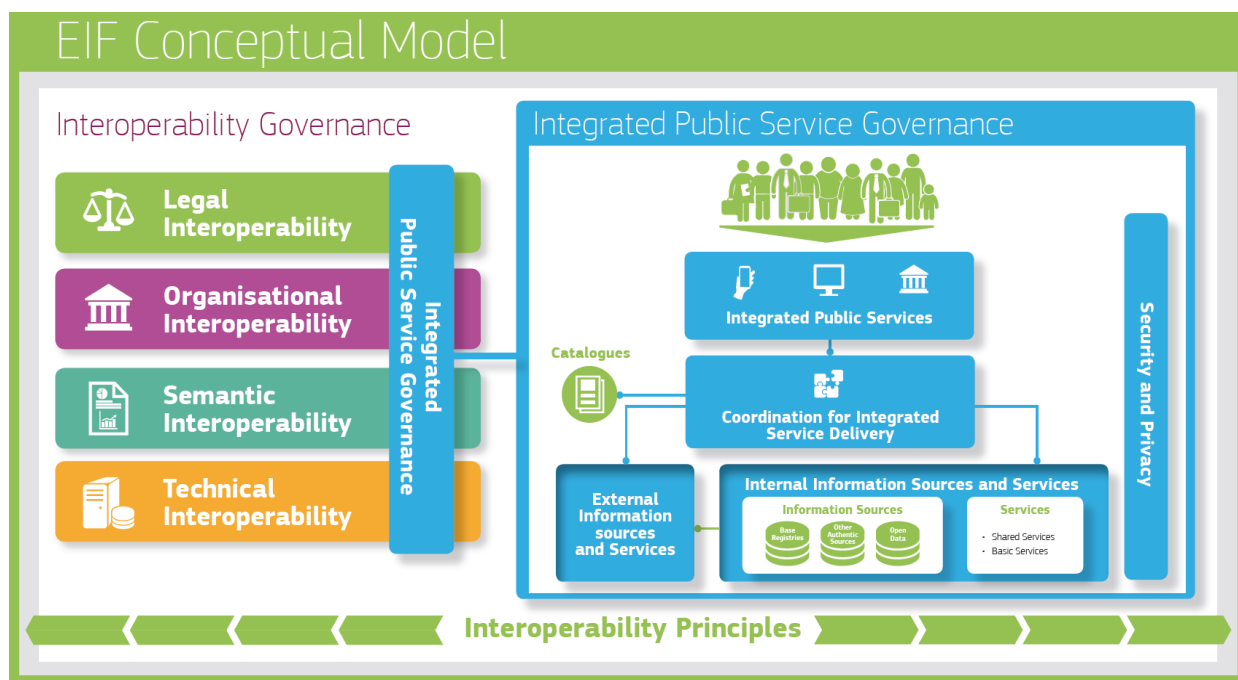 EIF Conceptual Model
Interoperability Governance
Legal
Interoperability
Organisational
Interoperability
Semantic
Interoperability
Technical
Interoperability
Integrated
Public Service Governance
Integrated Public Service Governance
Integrated Public Services
Catalogues
Coordination for Integrated
Service Delivery
External
Information
sources
and Services
Internal Information Sources and Services
Information Sources
Base
Registries
Other
Authentic
Sources
Open
Data
Services
• Shared Services
• Basic Services
Security and Privacy
Interoperability Principles